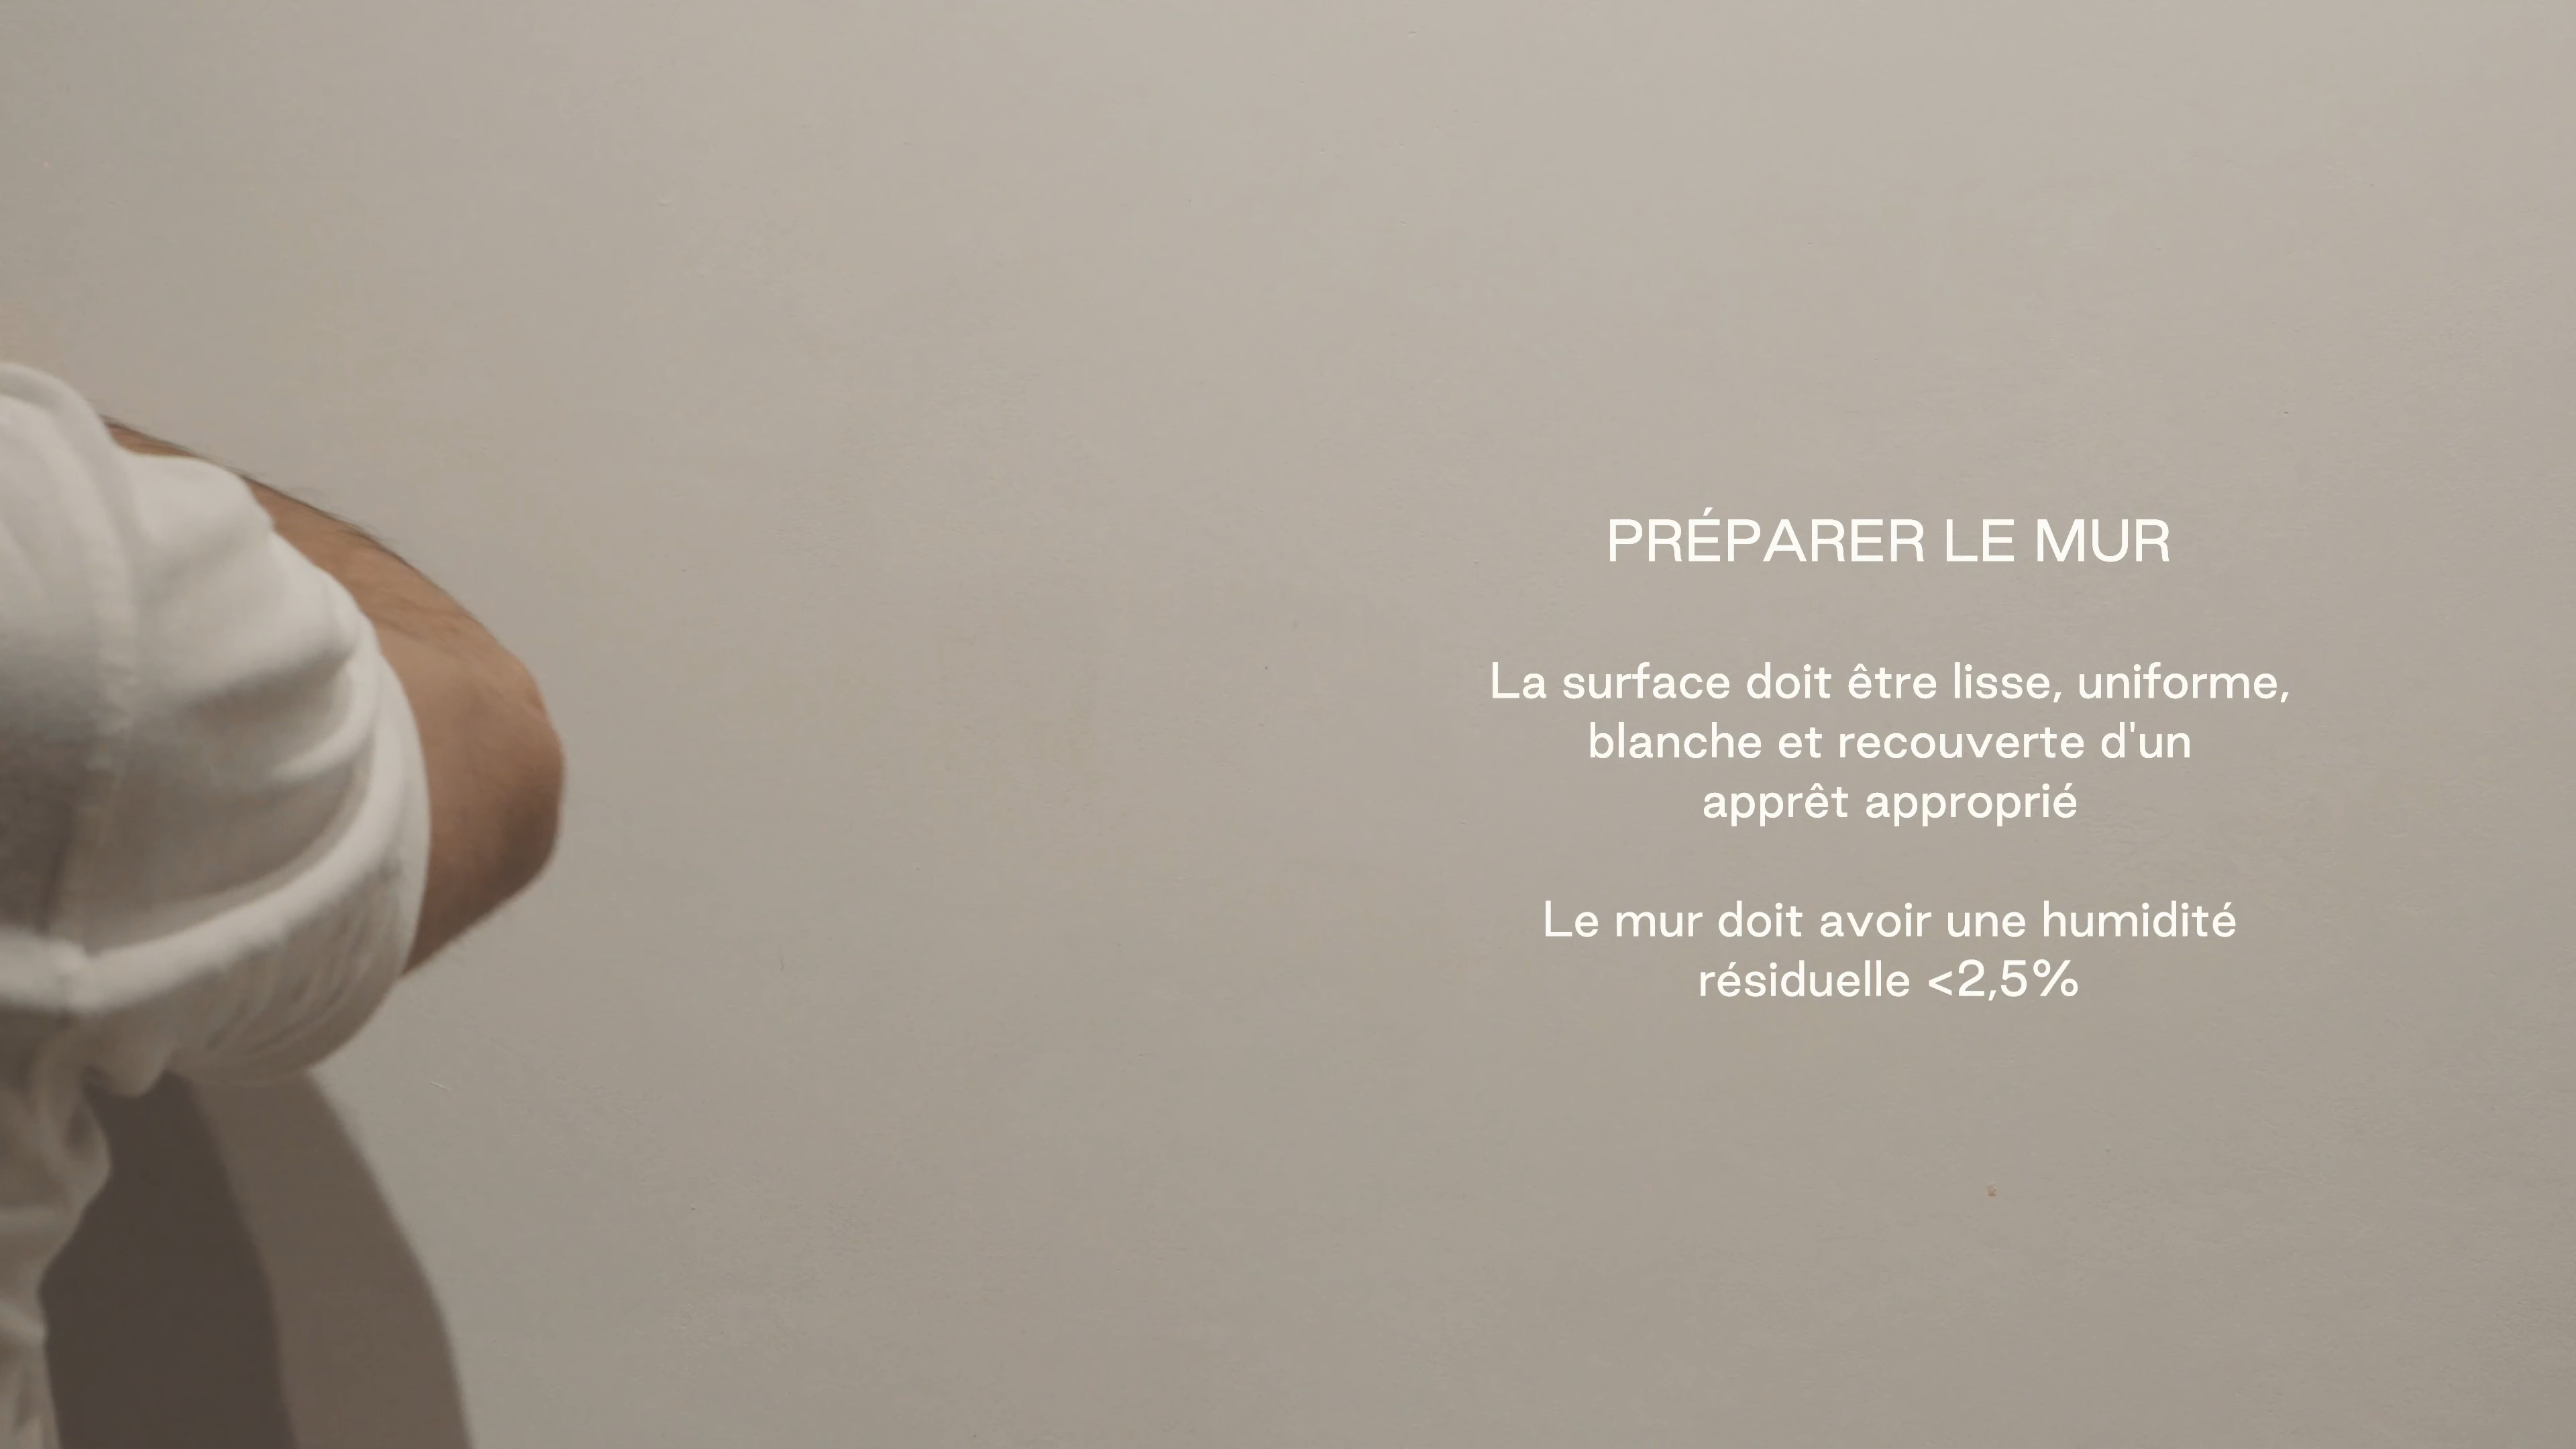 PRÉPARER LE MUR
La surface doit être lisse, uniforme,
blanche et recouverte d'un
apprêt approprié
Le mur doit avoir une humidité
résiduelle <2,5%